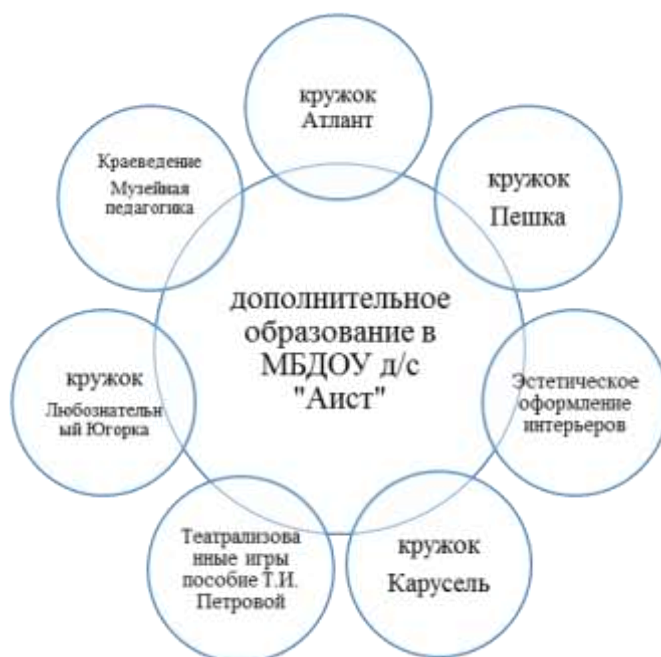 кружок
Атлант
кружок
Пешка
Эстетическое
оформление
интерьеров
кружок
Карусель
Театрализова
нные игры
пособие Т.И.
Петровой
кружок
Любознательн
ый Югорка
Краеведение
Музейная
педагогика
дополнительное
образование в
МБДОУ д/с
"Аист"